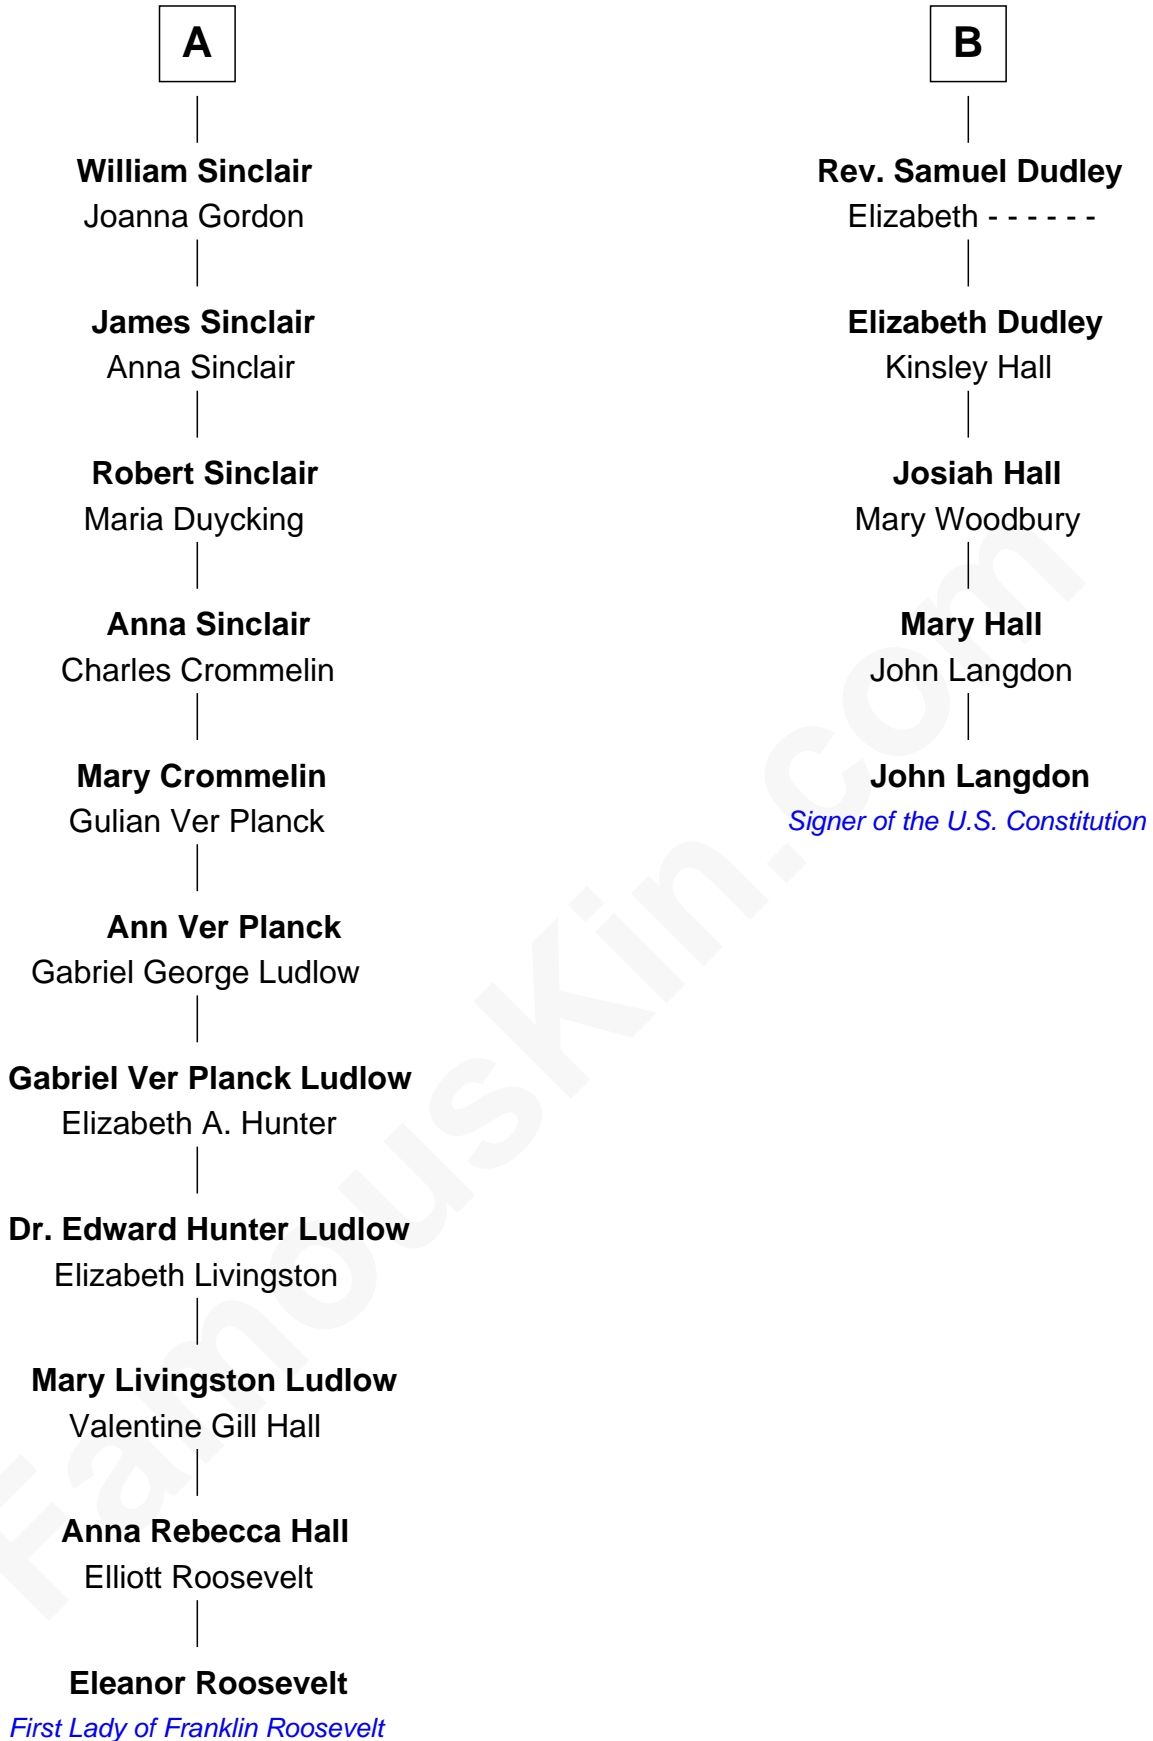 A
William Sinclair
Joanna Gordon
James Sinclair
Anna Sinclair
Robert Sinclair
Maria Duycking
Anna Sinclair
Charles Crommelin
Mary Crommelin
Gulian Ver Planck
Ann Ver Planck
Gabriel George Ludlow
Gabriel Ver Planck Ludlow
Elizabeth A. Hunter
Dr. Edward Hunter Ludlow
Elizabeth Livingston
Mary Livingston Ludlow
Valentine Gill Hall
Anna Rebecca Hall
Elliott Roosevelt
Eleanor Roosevelt
First Lady of Franklin Roosevelt
B
Rev. Samuel Dudley
Elizabeth - - - - - -
Elizabeth Dudley
Kinsley Hall
Josiah Hall
Mary Woodbury
Mary Hall
John Langdon
John Langdon
Signer of the U.S. Constitution
FamousKin.com